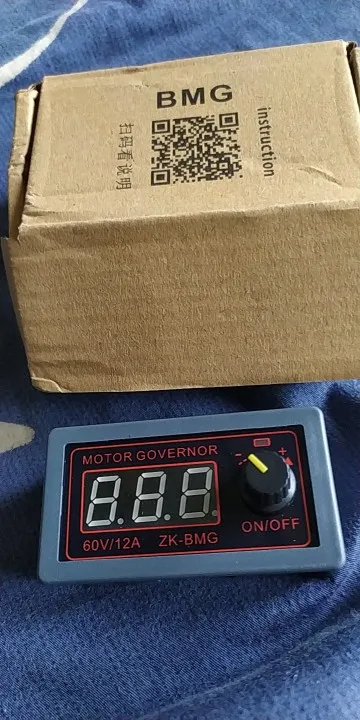 BMG
instruction
扫码看说明
MOTOR GOVERNOR
- +
8.8.8.
ON/OFF
60V/12A ZK-BMG